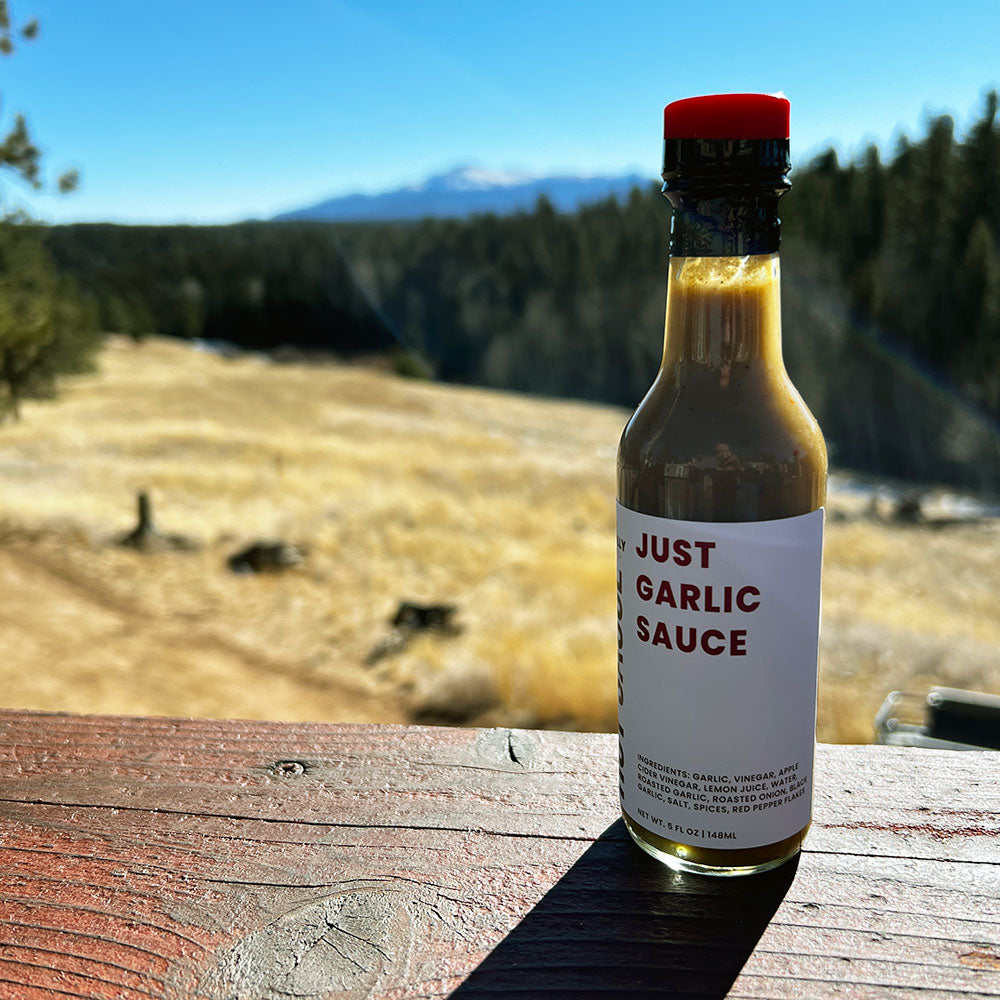 JUST
GARLIC
SAUCE
INGREDIENTS: GARLIC, VINEGAR, APPLE
CIDER VINEGAR, LEMON JUICE, WATER,
ROASTED GARLIC, ROASTED ONION, BLACK
GARLIC, SALT, SPICES, RED PEPPER FLAKES
NET WT. 5 FL OZ | 148ML